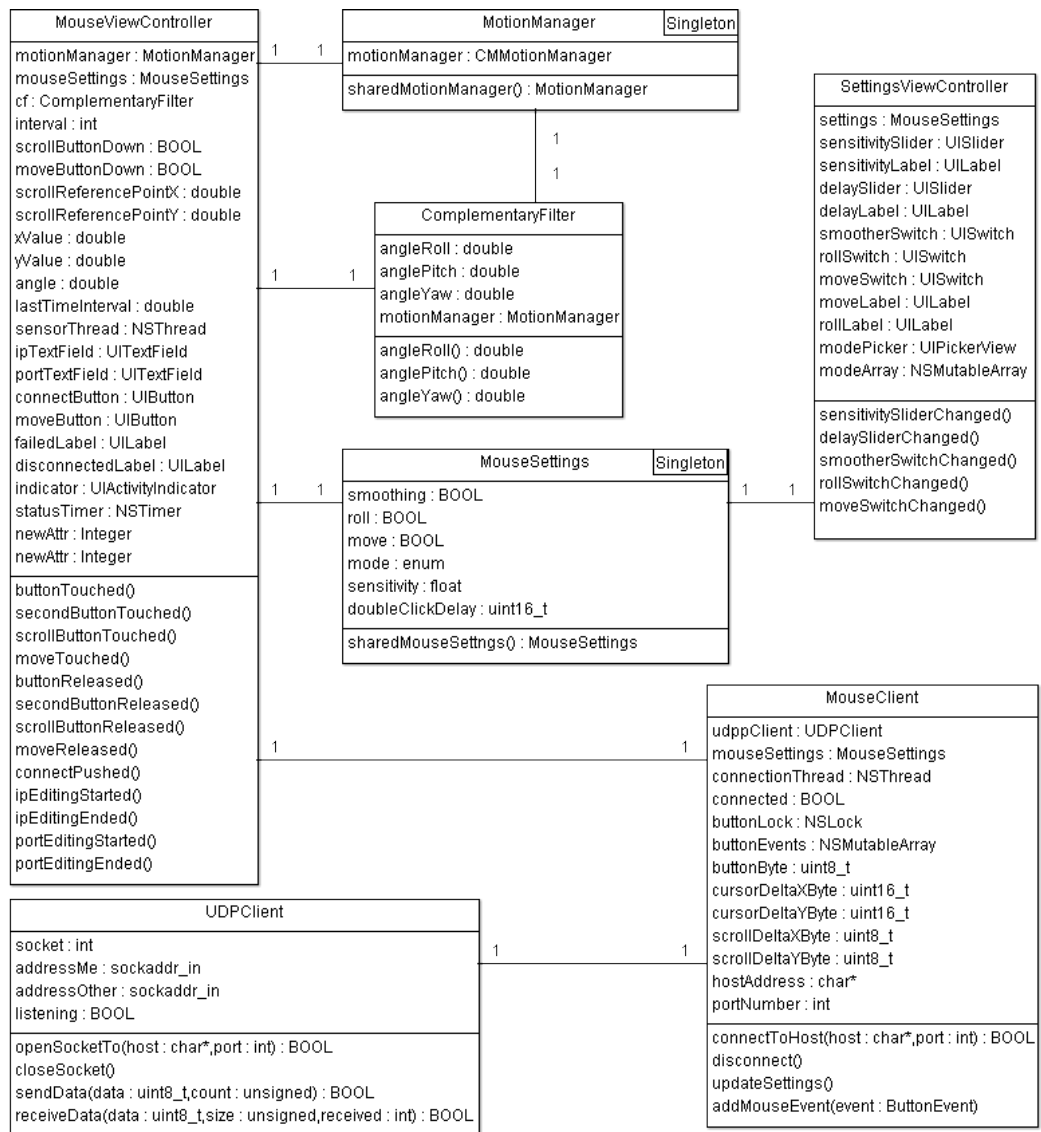 MouseViewController
motionManager : MotionManager
mouseSettings : MouseSettings
cf : ComplementaryFilter
interval : int
scrollButtonDown : BOOL
moveButtonDown : BOOL
scrollReferencePointX : double
scrollReferencePointY : double
xValue : double
yValue : double
angle : double
lastTimeInterval : double
sensorThread : NSThread
ipTextField : UITextField
portTextField : UITextField
connectButton : UIButton
moveButton : UIButton
failedLabel : UILabel
disconnectedLabel : UILabel
indicator : UIActivityIndicator
statusTimer : NSTimer
newAttr : Integer
newAttr : Integer
buttonTouched()
secondButtonTouched()
scrollButtonTouched()
moveTouched()
buttonReleased()
secondButtonReleased()
scrollButtonReleased()
moveReleased()
connectPushed()
ipEditingStarted()
ipEditingEnded()
portEditingStarted()
portEditingEnded()
1 1
MotionManager
Singleton
motionManager : CMMotionManager
sharedMotionManager() : MotionManager
1
1
ComplementaryFilter
angleRoll : double
anglePitch : double
angleYaw : double
motionManager : MotionManager
angleRoll() : double
anglePitch() : double
angleYaw() : double
1 1
MouseSettings
Singleton
smoothing : BOOL
roll : BOOL
move : BOOL
mode : enum
sensitivity : float
doubleClickDelay : uint16_t
sharedMouseSettngs() : MouseSettings
1 1
1 1
SettingsViewController
settings : MouseSettings
sensitivitySlider : UISlider
sensitivityLabel : UILabel
delaySlider : UISlider
delayLabel : UILabel
smootherSwitch : UISwitch
rollSwitch : UISwitch
moveSwitch : UISwitch
moveLabel : UILabel
rollLabel : UILabel
modePicker : UIPickerView
modeArray : NSMutableArray
sensitivitySliderChanged()
delaySliderChanged()
smootherSwitchChanged()
rollSwitchChanged()
moveSwitchChanged()
1 1
MouseClient
udppClient : UDPClient
mouseSettings : MouseSettings
connectionThread : NSThread
connected : BOOL
buttonLock : NSLock
buttonEvents : NSMutableArray
buttonByte : uint8_t
cursorDeltaXByte : uint16_t
cursorDeltaYByte : uint16_t
scrollDeltaXByte : uint8_t
scrollDeltaYByte : uint8_t
hostAddress : char*
portNumber : int
connectToHost(host : char*,port : int) : BOOL
disconnect()
updateSettings()
addMouseEvent(event : ButtonEvent)
UDPClient
socket : int
addressMe : sockaddr_in
addressOther : sockaddr_in
listening : BOOL
openSocketTo(host : char*,port : int) : BOOL
closeSocket()
sendData(data : uint8_t,count : unsigned) : BOOL
receiveData(data : uint8_t,size : unsigned,received : int) : BOOL
1 1